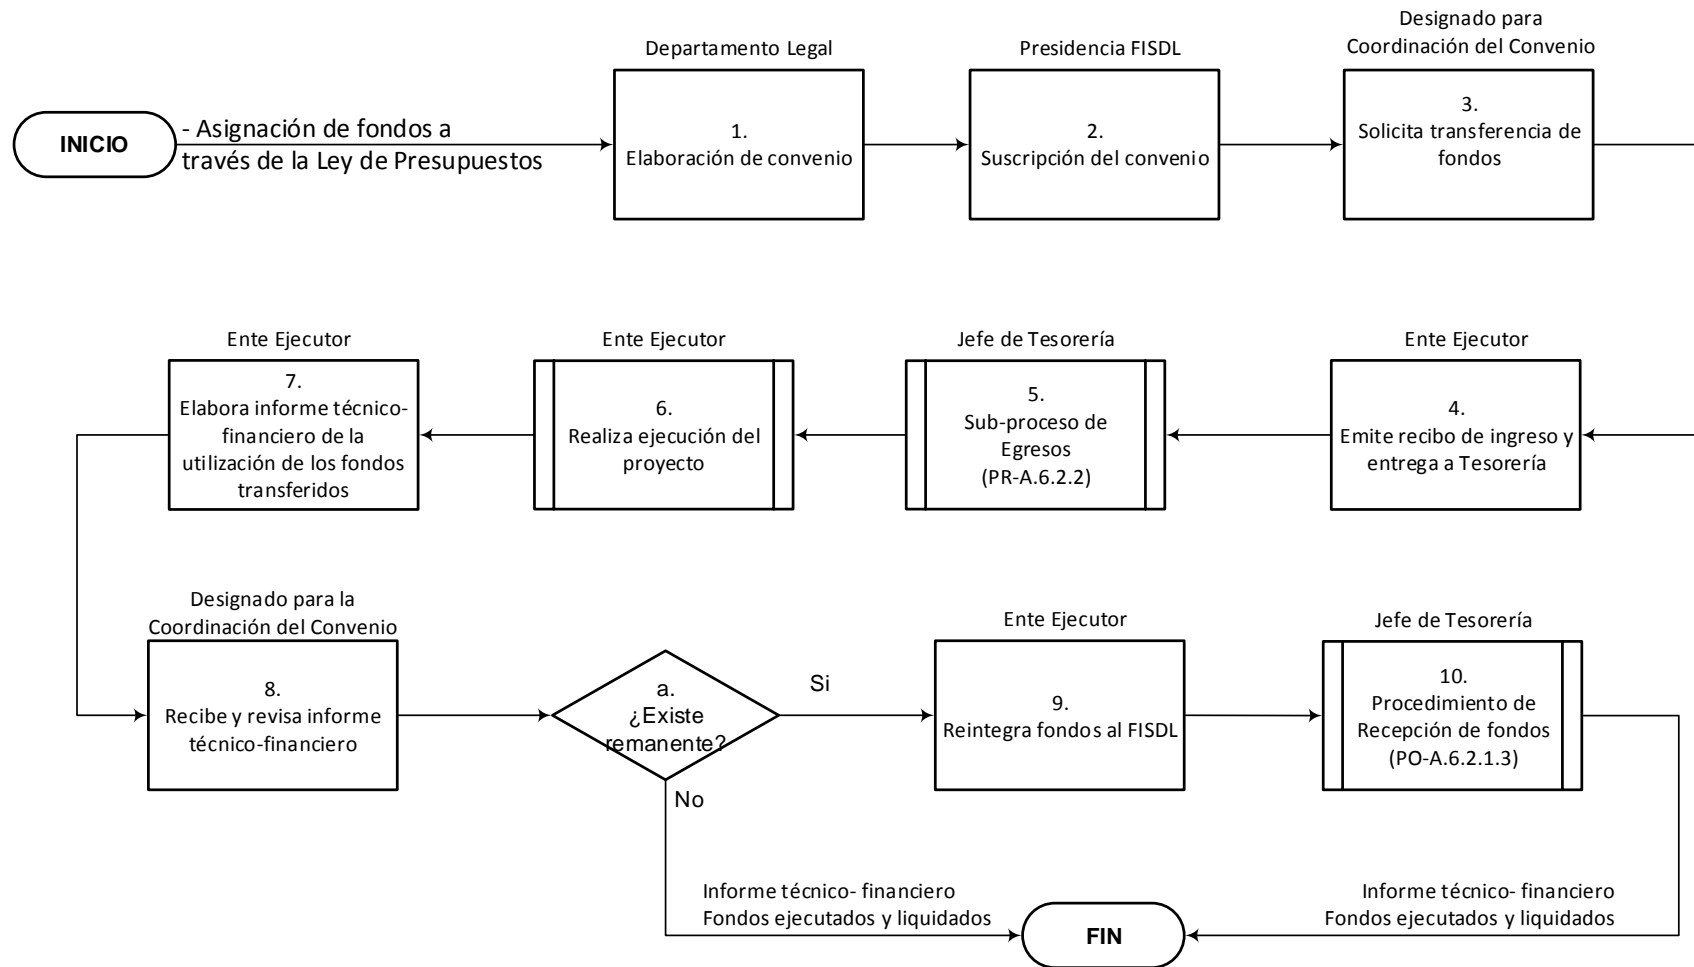 INICIO
- Asignación de fondos a
través de la Ley de Presupuestos
Departamento Legal
1.
Elaboración de convenio
Presidencia FISDL
2.
Suscripción del convenio
Designado para
Coordinación del Convenio
3.
Solicita transferencia de
fondos
Ente Ejecutor
4.
Emite recibo de ingreso y
entrega a Tesorería
Jefe de Tesorería
5.
Sub-proceso de
Egresos
(PR-A.6.2.2)
Ente Ejecutor
6.
Realiza ejecución del
proyecto
Ente Ejecutor
7.
Elabora informe técnico-
financiero de la
utilización de los fondos
transferidos
Designado para la
Coordinación del Convenio
8.
Recibe y revisa informe
técnico-financiero
a.
¿Existe
remanente?
Si
No
Ente Ejecutor
9.
Reintegra fondos al FISDL
Jefe de Tesorería
10.
Procedimiento de
Recepción de fondos
(PO-A.6.2.1.3)
Informe técnico- financiero
Fondos ejecutados y liquidados
FIN
Informe técnico- financiero
Fondos ejecutados y liquidados